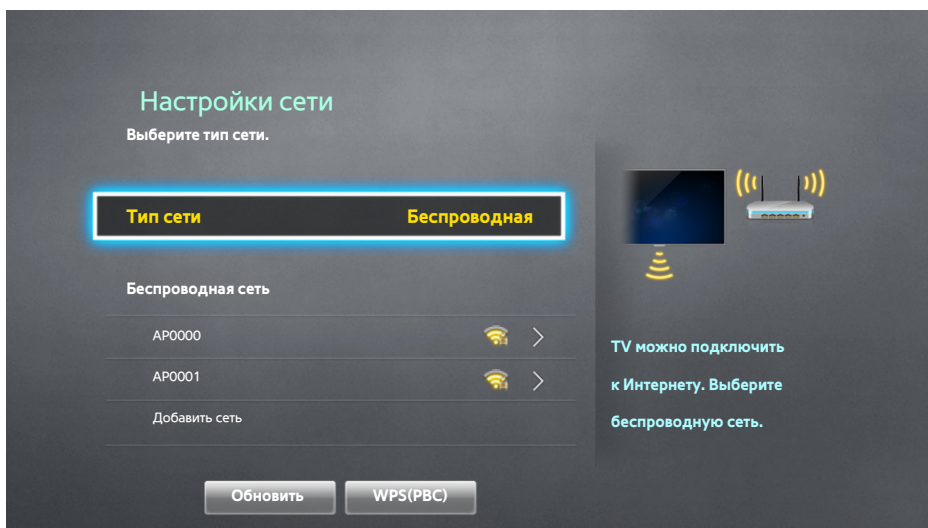 Настройки сети
Выберите тип сети.
Тип сети Беспроводная
Беспроводная сеть
AP0000
AP0001
Добавить сеть
TV можно подключить
к Интернету. Выберите
беспроводную сеть.
Обновить WPS(PBC)